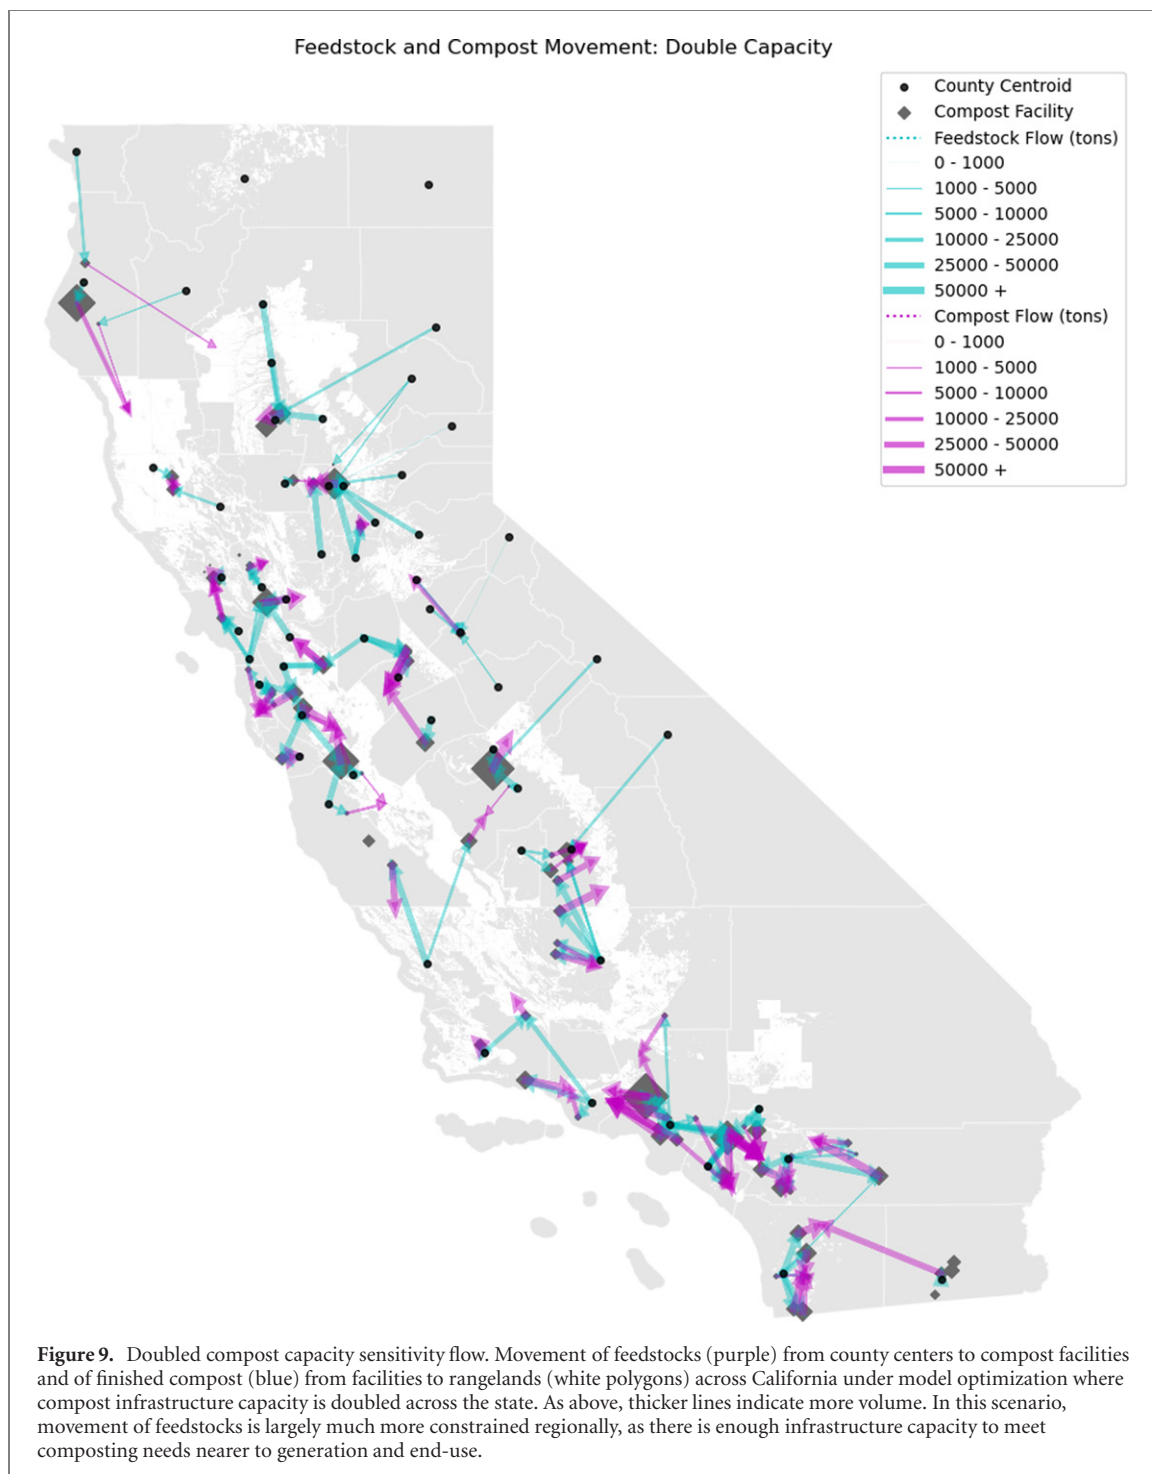 Feedstock and Compost Movement: Double Capacity
County Centroid
Compost Facility
Feedstock Flow (tons)
0 - 1000
1000 - 5000
5000 - 10000
10000 - 25000
25000 - 50000
50000 +
Compost Flow (tons)
0 - 1000
1000 - 5000
5000 - 10000
10000 - 25000
25000 - 50000
50000 +
Figure 9. Doubled compost capacity sensitivity flow. Movement of feedstocks (purple) from county centers to compost facilities
and of finished compost (blue) from facilities to rangelands (white polygons) across California under model optimization where
compost infrastructure capacity is doubled across the state. As above, thicker lines indicate more volume. In this scenario,
movement of feedstocks is largely much more constrained regionally, as there is enough infrastructure capacity to meet
composting needs nearer to generation and end-use.